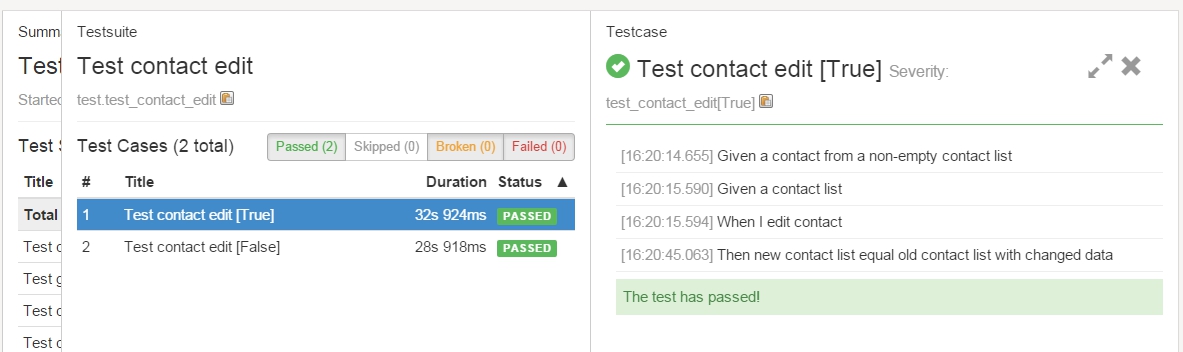 Summ
Test
Started
Test S
Title
Total
Test c
Test g
Test c
Test c
Testsuite
Test contact edit
test.test_contact_edit
Test Cases (2 total)
Passed (2) Skipped (0) Broken (0) Failed (0)
# Title Duration Status ▲
1 Test contact edit [True] 32s 924ms PASSED
2 Test contact edit [False] 28s 918ms PASSED
Testcase
Test contact edit [True] Severity:
test_contact_edit[True]
[16:20:14.655] Given a contact from a non-empty contact list
[16:20:15.590] Given a contact list
[16:20:15.594] When I edit contact
[16:20:45.063] Then new contact list equal old contact list with changed data
The test has passed!